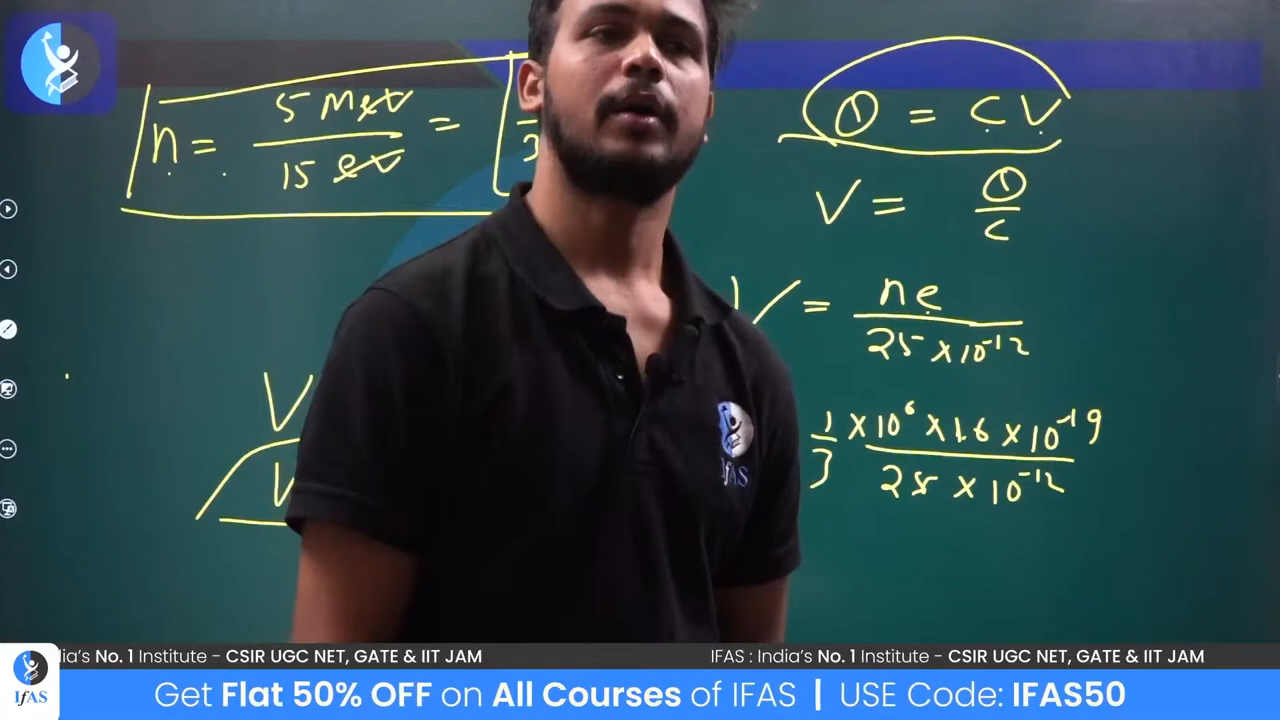 n = 5 Mev / 15 ev =
3
Q = CV
V = Q / C
V = ne / 25 × 10⁻¹²
1/3 × 10⁶ × 1.6 × 10⁻¹⁹ / 25 × 10⁻¹²
V
IfAS
dia's No. 1 Institute - CSIR UGC NET, GATE & IIT JAM
IFAS : India's No. 1 Institute - CSIR UGC NET, GATE & IIT JAM
IfAS
Get Flat 50% OFF on All Courses of IFAS | USE Code: IFAS50